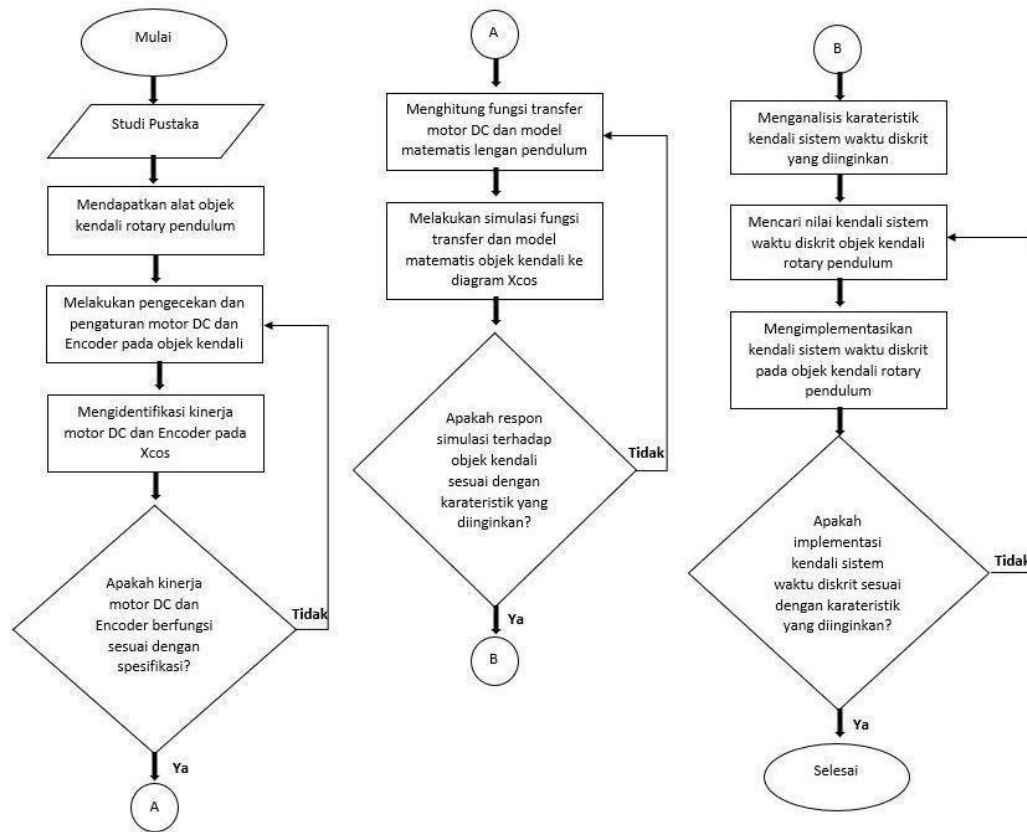 Mulai
Studi Pustaka
Mendapatkan alat objek
kendali rotary pendulum
Melakukan pengecekan dan
pengaturan motor DC dan
Encoder pada objek kendali
Mengidentifikasi kinerja
motor DC dan Encoder pada
Xcos
Apakah kinerja
motor DC dan
Encoder berfungsi
sesuai dengan
spesifikasi?
Tidak
Ya
A
A
Menghitung fungsi transfer
motor DC dan model
matematis lengan pendulum
Melakukan simulasi fungsi
transfer dan model
matematis objek kendali ke
diagram Xcos
Apakah respon
simulasi terhadap
objek kendali
sesuai dengan
karateristik yang
diinginkan?
Tidak
Ya
B
B
Menganalisis karateristik
kendali sistem waktu diskrit
yang diinginkan
Mencari nilai kendali sistem
waktu diskrit objek kendali
rotary pendulum
Mengimplementasikan
kendali sistem waktu diskrit
pada objek kendali rotary
pendulum
Apakah
implementasi
kendali sistem
waktu diskrit sesuai
dengan karateristik
yang diinginkan?
Tidak
Ya
Selesai